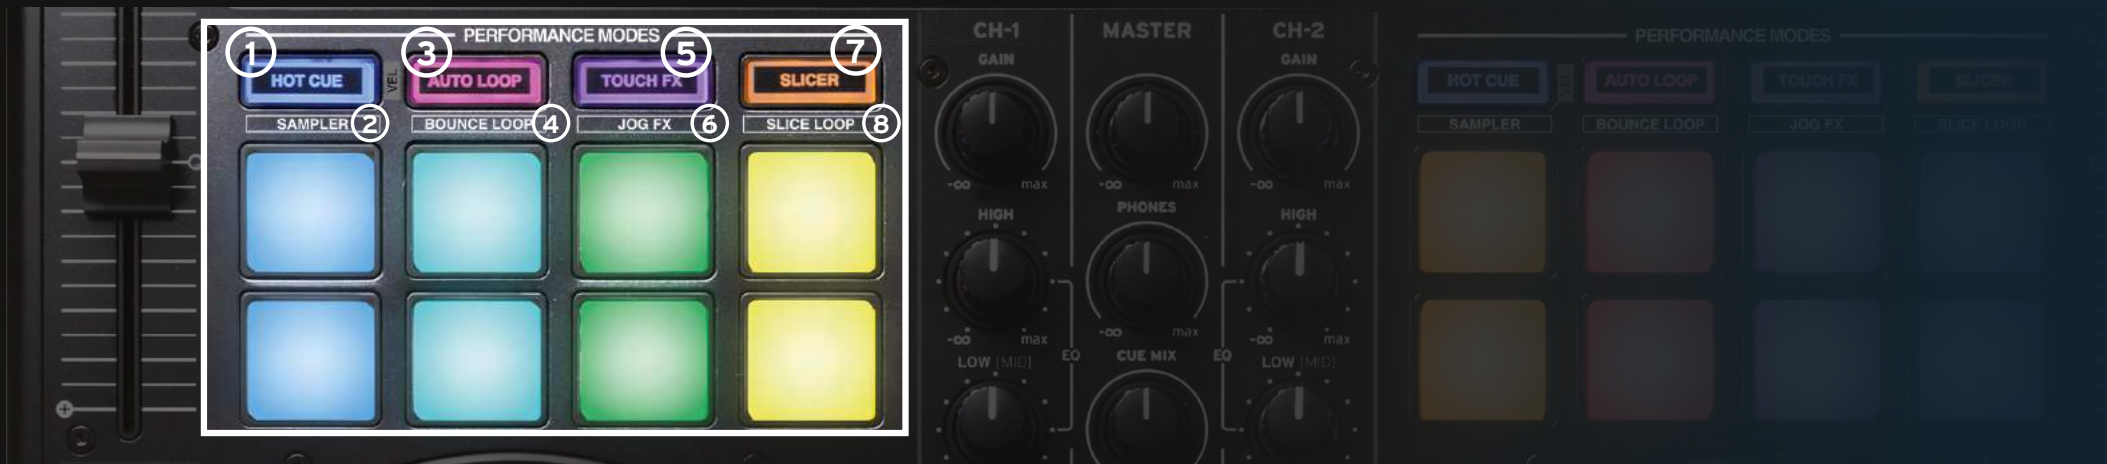 PERFORMANCE MODES
1 3 5 7
HOT CUE VEL AUTO LOOP TOUCH FX SLICER
SAMPLER 2 BOUNCE LOOP 4 JOG FX 6 SLICE LOOP 8
CH-1 MASTER CH-2
GAIN GAIN
-∞ max -∞ max -∞ max
HIGH PHONES HIGH
-∞ max -∞ max -∞ max
LOW [MID] EQ CUE MIX EQ LOW [MID]
PERFORMANCE MODES
HOT CUE VEL AUTO LOOP TOUCH FX SLICER
SAMPLER BOUNCE LOOP JOG FX SLICE LOOP